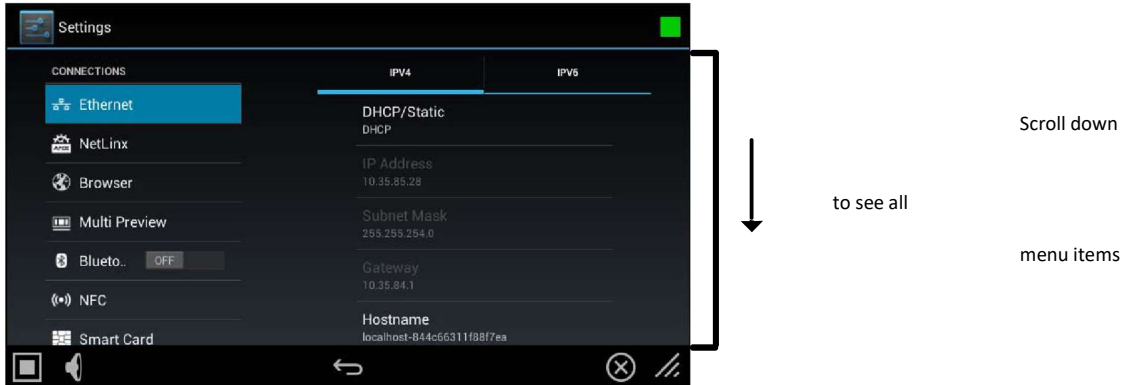 Settings
CONNECTIONS
Ethernet
NetLinx
Browser
Multi Preview
Blueto..
OFF
NFC
Smart Card
IPV4
IPV6
DHCP/Static
DHCP
IP Address
10.35.85.28
Subnet Mask
255.255.254.0
Gateway
10.35.84.1
Hostname
localhost-844c66311f88f7ea
Scroll down
to see all
menu items